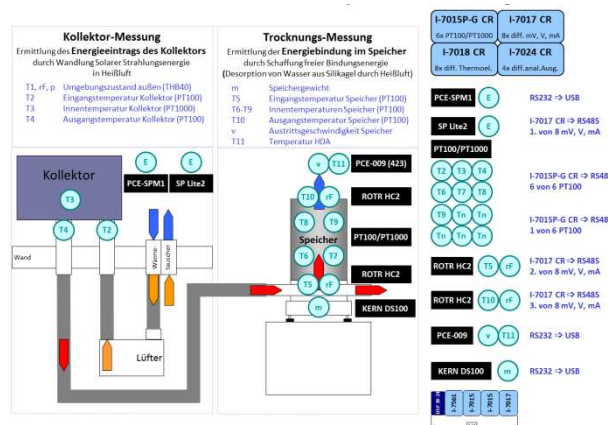 Kollektor-Messung
Ermittlung des Energieeintrags des Kollektors
durch Wandlung Solarer Strahlungsenergie
in Heißluft
T1, rF, p Umgebungszustand außen (THB40)
T2 Eingangstemperatur Kollektor (PT100)
T3 Innentemperatur Kollektor (PT1000)
T4 Ausgangstemperatur Kollektor (PT100)
Trocknungs-Messung
Ermittlung der Energiebindung im Speicher
durch Schaffung freier Bindungsenergie
(Desorption von Wasser aus Silikagel durch Heißluft)
m Speichergewicht
T5 Eingangstemperatur Speicher (PT100)
T6-T9 Innentemperaturen Speicher (PT100)
T10 Ausgangstemperatur Speicher (PT100)
v Austrittsgeschwindigkeit Speicher
T11 Temperatur HDA
Kollektor
T3
T4
T2
E
E
PCE-SPM1
SP Lite2
Wand
Wärme-
tauscher
Lüfter
v T11
PCE-009 (423)
T10 rF
ROTR HC2
T8 T9
Speicher
PT100/PT1000
T6 T7
ROTR HC2
T5 rF
m
KERN DS100
I-7015P-G CR
6x PT100/PT1000
I-7017 CR
8x diff. mV, V, mA
I-7018 CR
8x diff. Thermoel.
I-7024 CR
4x diff.anal.Ausg.
PCE-SPM1 E RS232 ⇒ USB
SP Lite2 E I-7017 CR ⇒ RS485
1. von 8 mV, V, mA
PT100/PT1000
T2 T3 T4 I-7015P-G CR ⇒ RS48
T6 T7 T8 6 von 6 PT100
T9 Tn Tn I-7015P-G CR ⇒ RS48
Tn Tn Tn 1 von 6 PT100
ROTR HC2 T5 rF I-7017 CR ⇒ RS485
2. von 8 mV, V, mA
ROTR HC2 T10 rF I-7017 CR ⇒ RS485
3. von 8 mV, V, mA
PCE-009 v T11 RS232 ⇒ USB
KERN DS100 m RS232 ⇒ USB
I-7561
I-7015
I-7015
I-7017